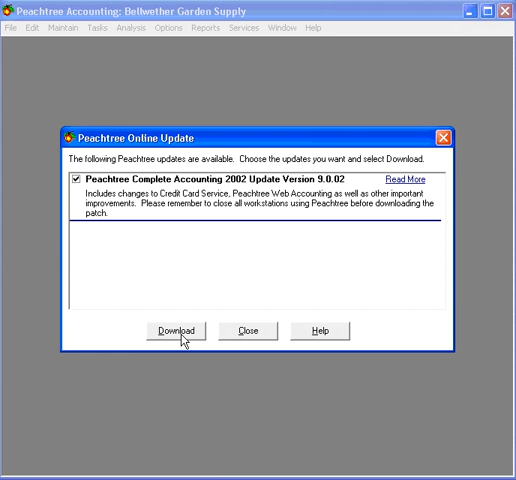 Peachtree Accounting: Bellwether Garden Supply
File Edit Maintain Tasks Analysis Options Reports Services Window Help
Peachtree Online Update
The following Peachtree updates are available. Choose the updates you want and select Download.
Peachtree Complete Accounting 2002 Update Version 9.0.02 Read More
Includes changes to Credit Card Service, Peachtree Web Accounting as well as other important
improvements. Please remember to close all workstations using Peachtree before downloading the
patch.
Download Close Help